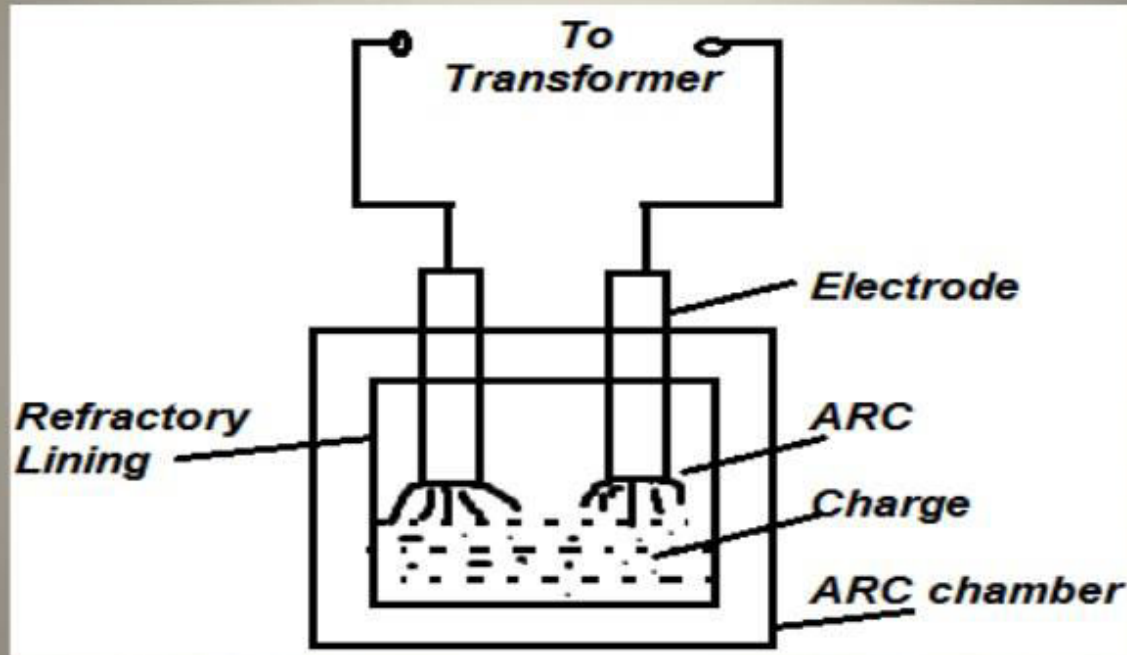 To
Transformer
Electrode
Refractory
Lining
ARC
Charge
ARC chamber